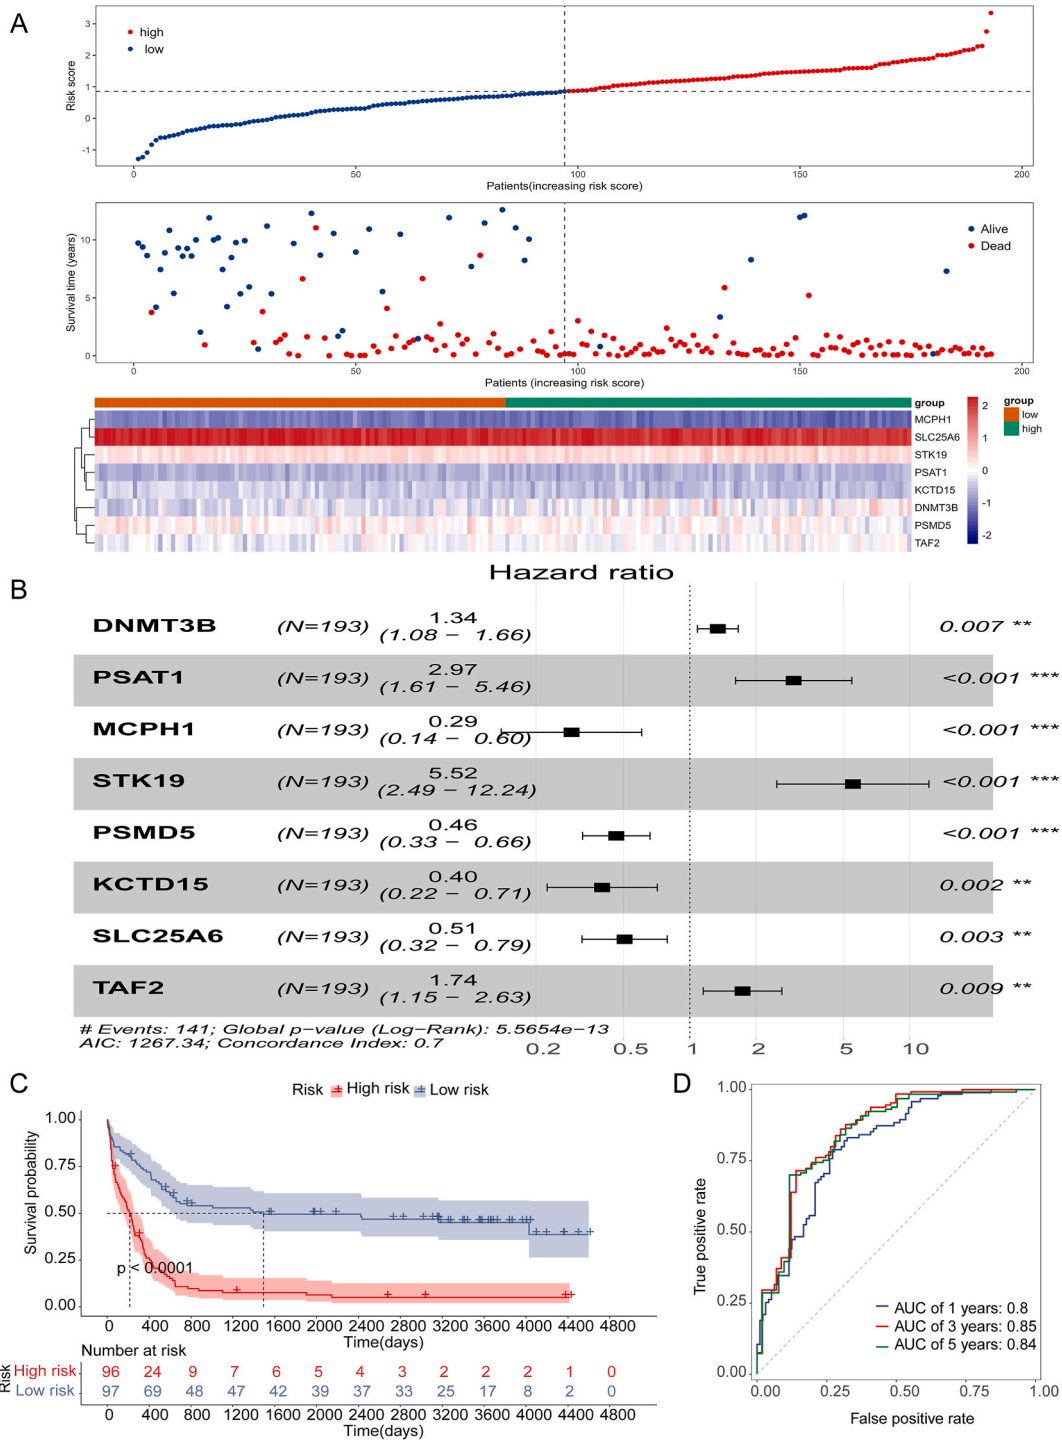 A
high
low
Risk score
3
2
1
0
-1
0 50 100 150 200
Patients(increasing risk score)
Alive
Dead
Survival time (years)
10
5
0
0 50 100 150 200
Patients (increasing risk score)
group
MCPH1
SLC25A6
STK19
PSAT1
KCTD15
DNMT3B
PSMD5
TAF2
2
1
0
-1
-2
group
low
high
B
Hazard ratio
DNMT3B (N=193) 1.34 (1.08 − 1.66) 0.007 **
PSAT1 (N=193) 2.97 (1.61 − 5.46) <0.001 ***
MCPH1 (N=193) 0.29 (0.14 − 0.60) <0.001 ***
STK19 (N=193) 5.52 (2.49 − 12.24) <0.001 ***
PSMD5 (N=193) 0.46 (0.33 − 0.66) <0.001 ***
KCTD15 (N=193) 0.40 (0.22 − 0.71) 0.002 **
SLC25A6 (N=193) 0.51 (0.32 − 0.79) 0.003 **
TAF2 (N=193) 1.74 (1.15 − 2.63) 0.009 **
# Events: 141; Global p−value (Log−Rank): 5.5654e−13
AIC: 1267.34; Concordance Index: 0.7
0.2 0.5 1 2 5 10
C
Risk High risk Low risk
Survival probability
1.00
0.75
0.50
0.25
0.00
p < 0.0001
0 400 800 1200 1600 2000 2400 2800 3200 3600 4000 4400 4800
Time(days)
Number at risk
Risk
High risk 96 24 9 7 6 5 4 3 2 2 2 1 0
Low risk 97 69 48 47 42 39 37 33 25 17 8 2 0
0 400 800 1200 1600 2000 2400 2800 3200 3600 4000 4400 4800
Time(days)
D
True positive rate
1.00
0.75
0.50
0.25
0.00
AUC of 1 years: 0.8
AUC of 3 years: 0.85
AUC of 5 years: 0.84
0.00 0.25 0.50 0.75 1.00
False positive rate